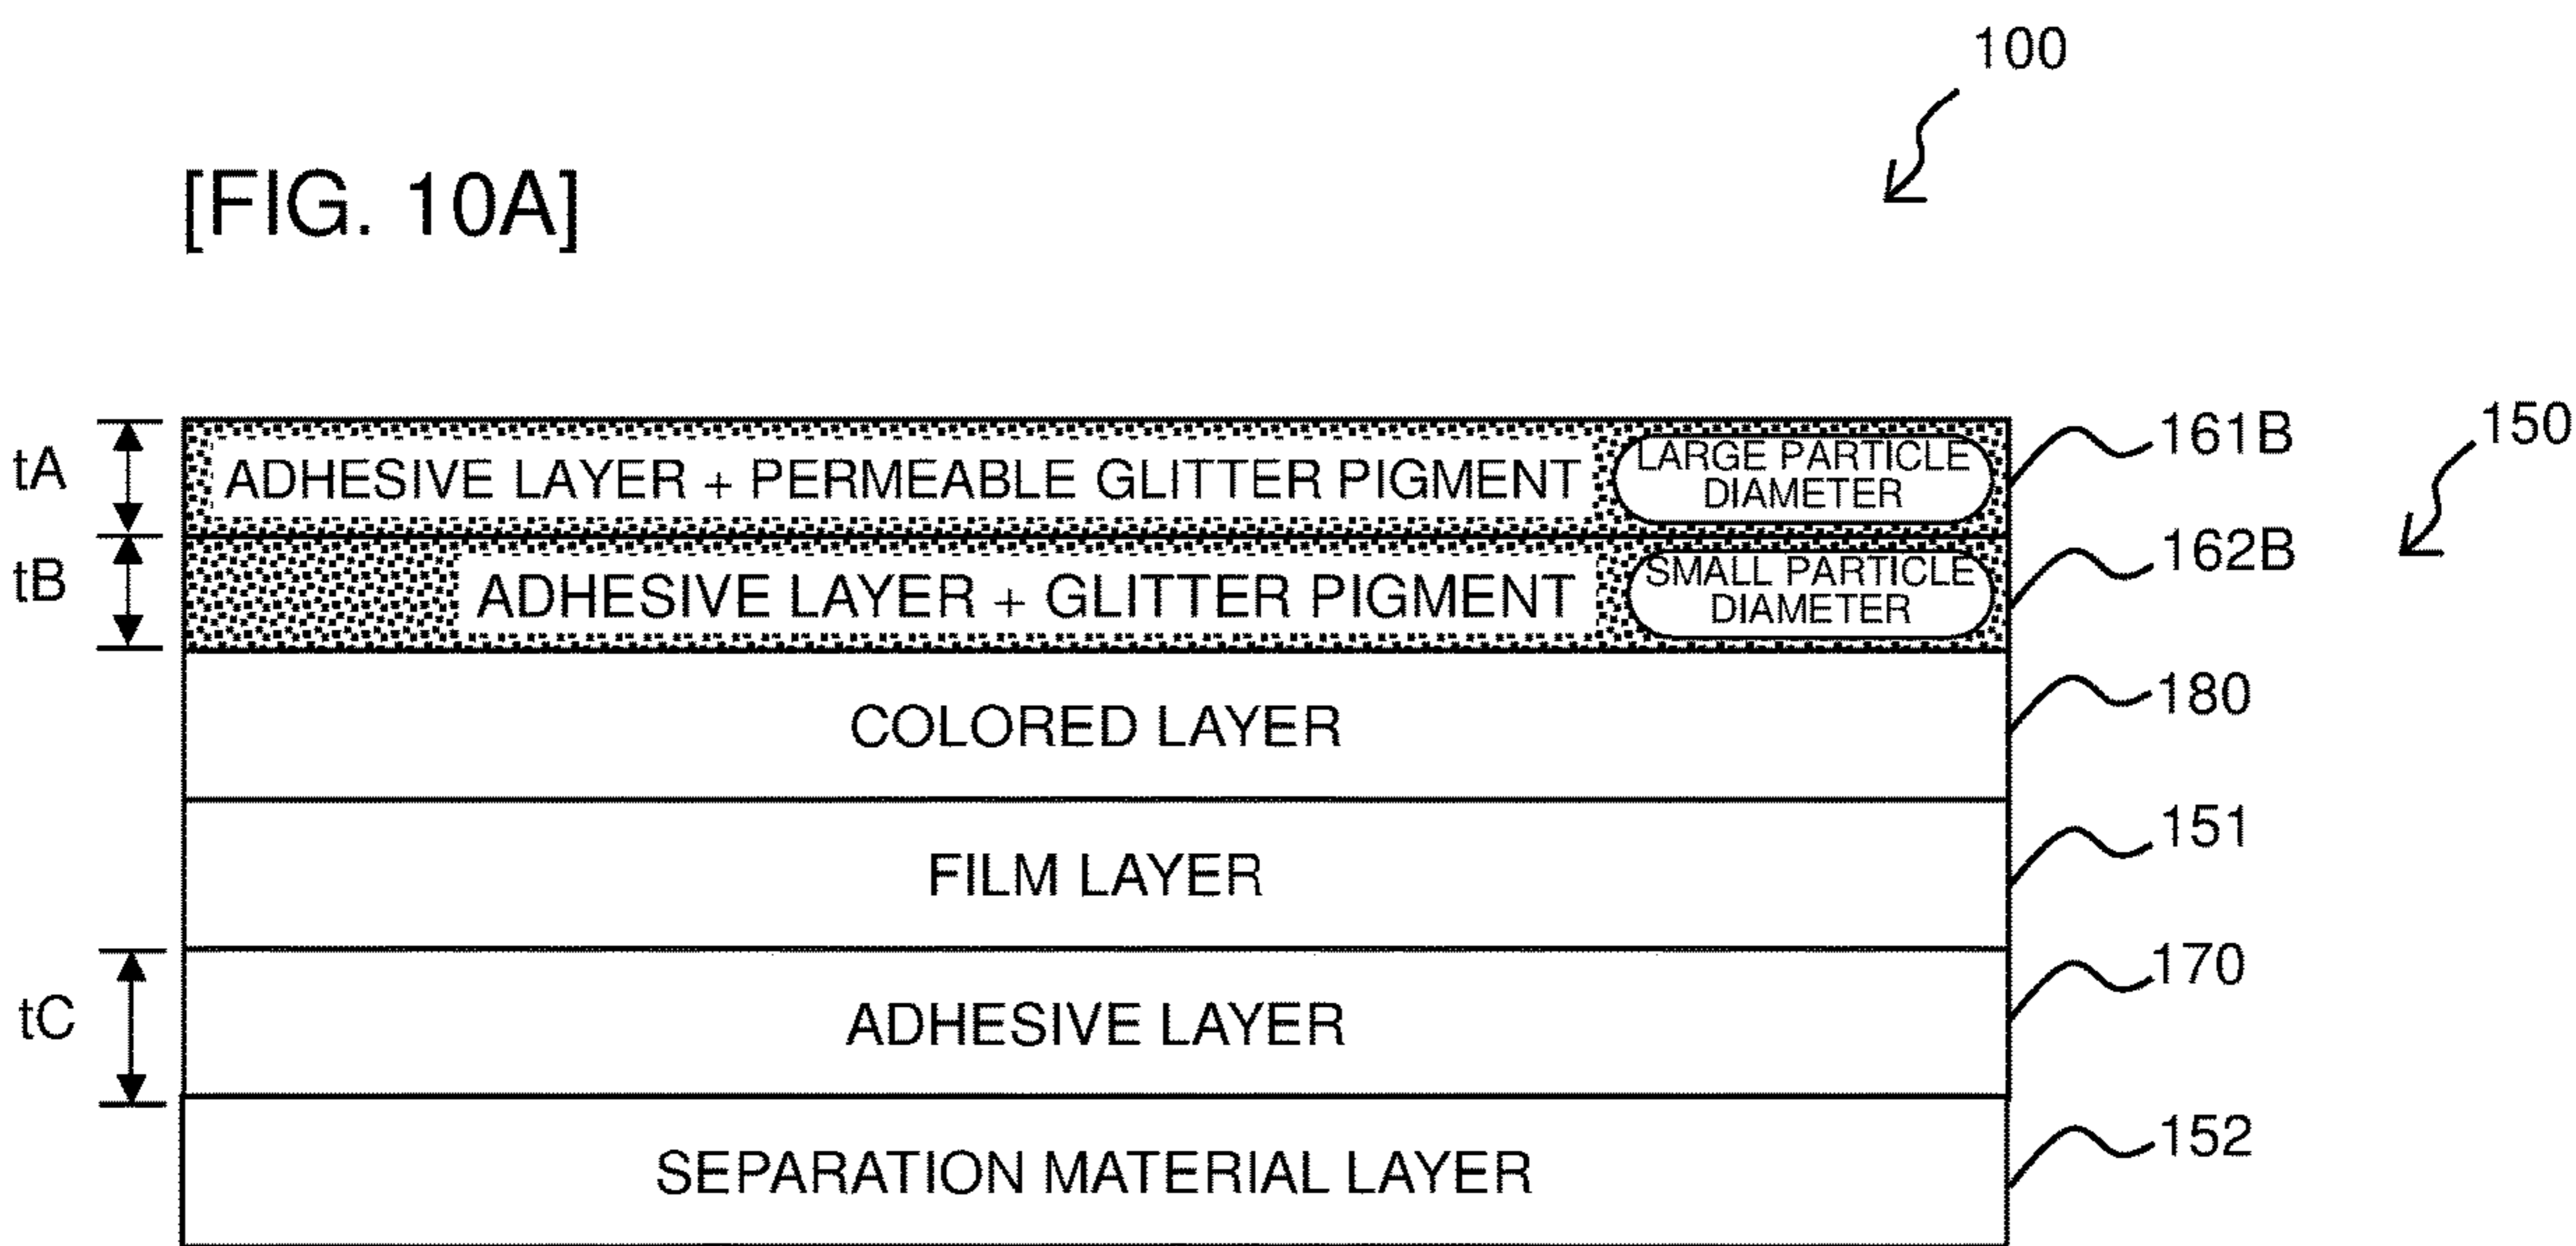 100
[FIG. 10A]
tA
ADHESIVE LAYER + PERMEABLE GLITTER PIGMENT
LARGE PARTICLE
DIAMETER
161B
150
tB
ADHESIVE LAYER + GLITTER PIGMENT
SMALL PARTICLE
DIAMETER
162B
COLORED LAYER
180
FILM LAYER
151
tC
ADHESIVE LAYER
170
SEPARATION MATERIAL LAYER
152